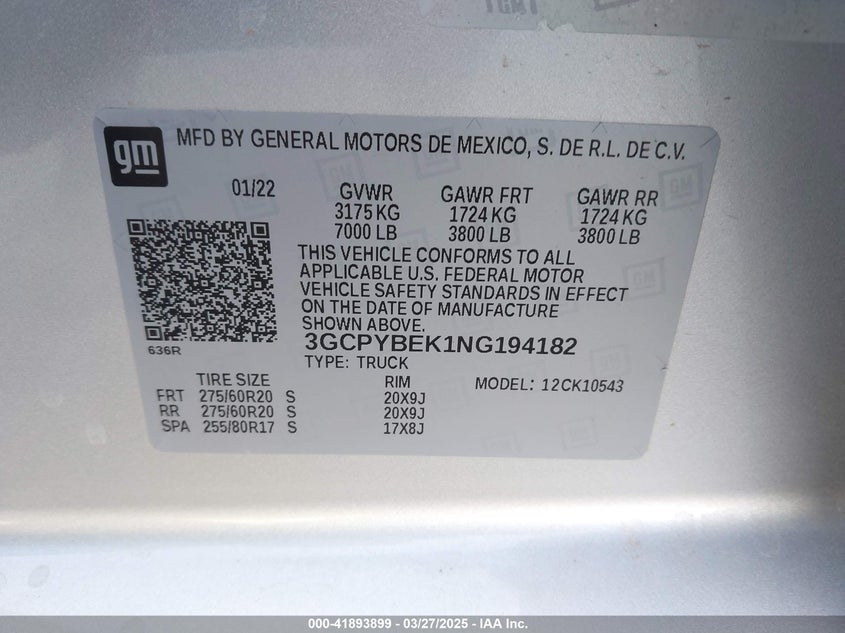 gm
MFD BY GENERAL MOTORS DE MEXICO, S. DE R.L. DE C.V.
01/22 GVWR GAWR FRT GAWR RR
3175 KG 1724 KG 1724 KG
7000 LB 3800 LB 3800 LB
THIS VEHICLE CONFORMS TO ALL
APPLICABLE U.S. FEDERAL MOTOR
VEHICLE SAFETY STANDARDS IN EFFECT
ON THE DATE OF MANUFACTURE
SHOWN ABOVE.
636R
3GCPYBEK1NG194182
TYPE: TRUCK
TIRE SIZE RIM MODEL: 12CK10543
FRT 275/60R20 S 20X9J
RR 275/60R20 S 20X9J
SPA 255/80R17 S 17X8J
000-41893899 | 03/27/2025 - IAA Inc.